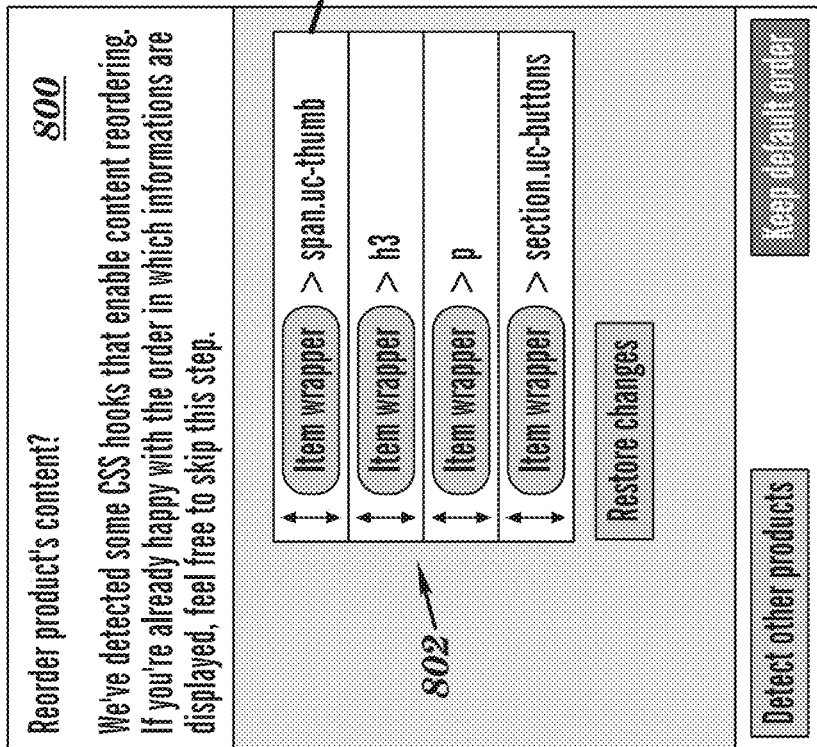 Reorder product's content?
800
We've detected some CSS hooks that enable content reordering.
If you're already happy with the order in which informations are
displayed, feel free to skip this step.
Item wrapper > span.uc-thumb
Item wrapper > h3
Item wrapper > p
Item wrapper > section.uc-buttons
802
Restore changes
Detect other products
Keep default order